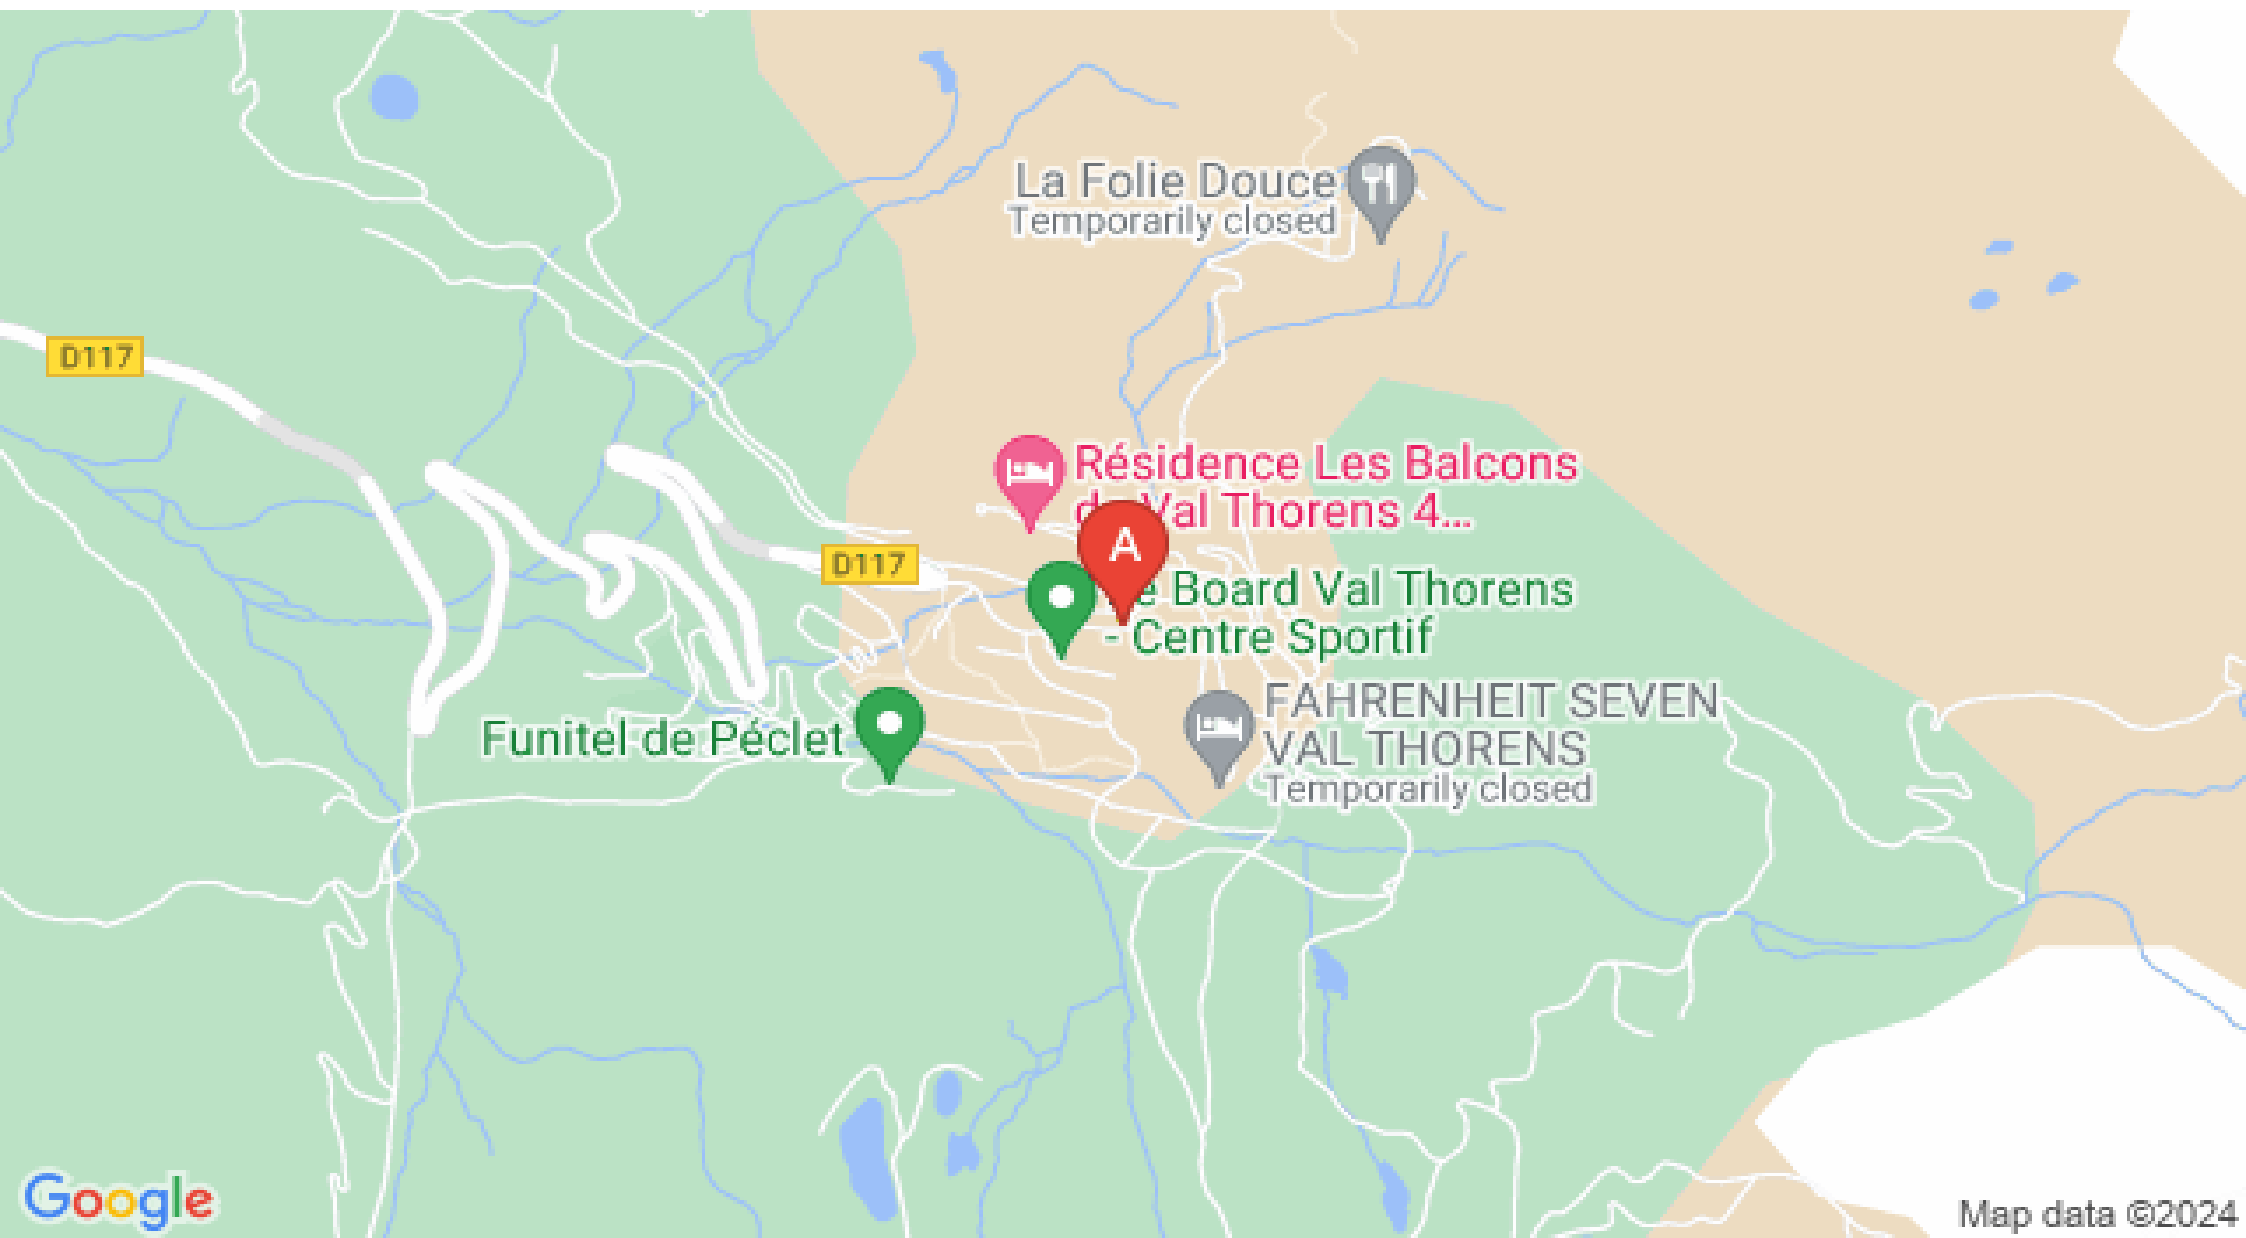 La Folie Douce
Temporarily closed
D117
Résidence Les Balcons
de Val Thorens 4...
A
D117
Board Val Thorens
- Centre Sportif
FAHRENHEIT SEVEN
VAL THORENS
Temporarily closed
Funitel de Péclet
Google
Map data ©2024